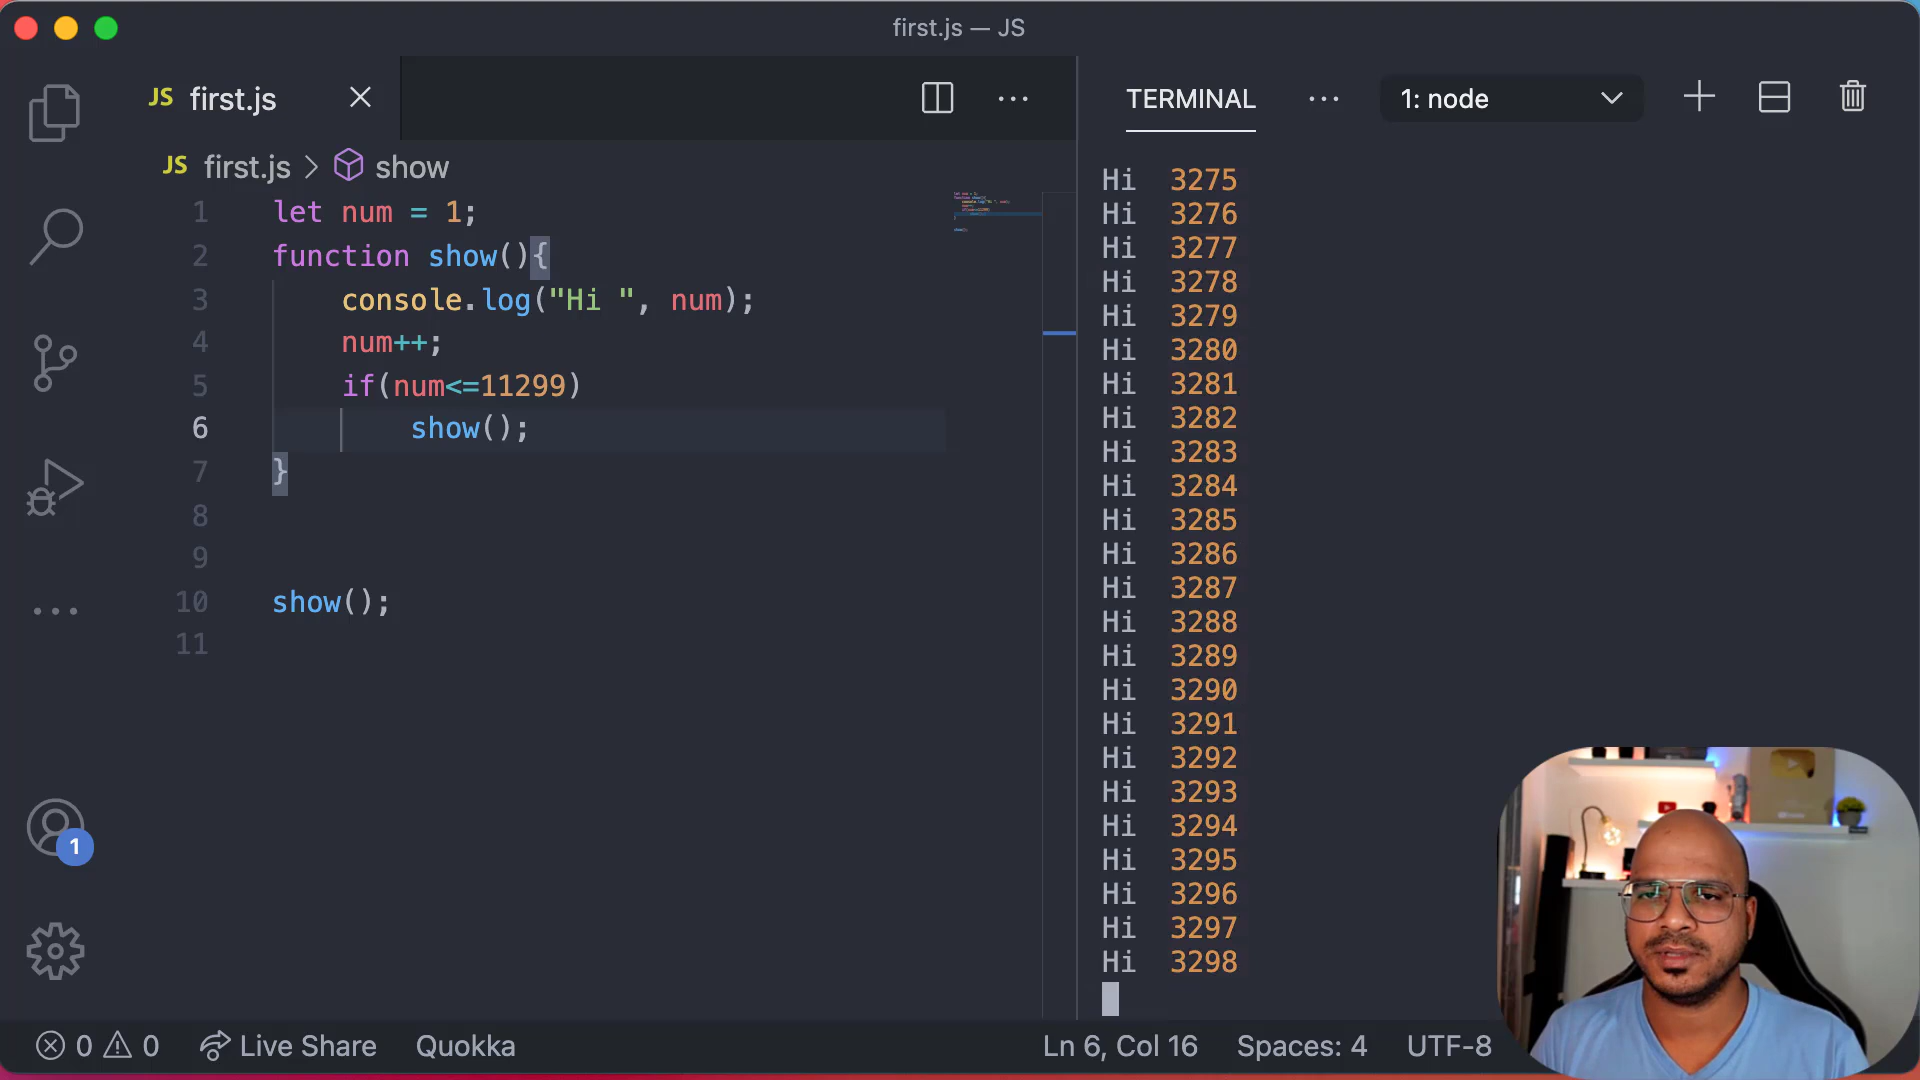 first.js — JS
JS first.js
TERMINAL
1: node
JS first.js > show
1 let num = 1;
2 function show(){
3 console.log("Hi ", num);
4 num++;
5 if(num<=11299)
6 show();
7 }
8
9
10 show();
11
Hi 3275
Hi 3276
Hi 3277
Hi 3278
Hi 3279
Hi 3280
Hi 3281
Hi 3282
Hi 3283
Hi 3284
Hi 3285
Hi 3286
Hi 3287
Hi 3288
Hi 3289
Hi 3290
Hi 3291
Hi 3292
Hi 3293
Hi 3294
Hi 3295
Hi 3296
Hi 3297
Hi 3298
1
0 0 Live Share Quokka
Ln 6, Col 16 Spaces: 4 UTF-8